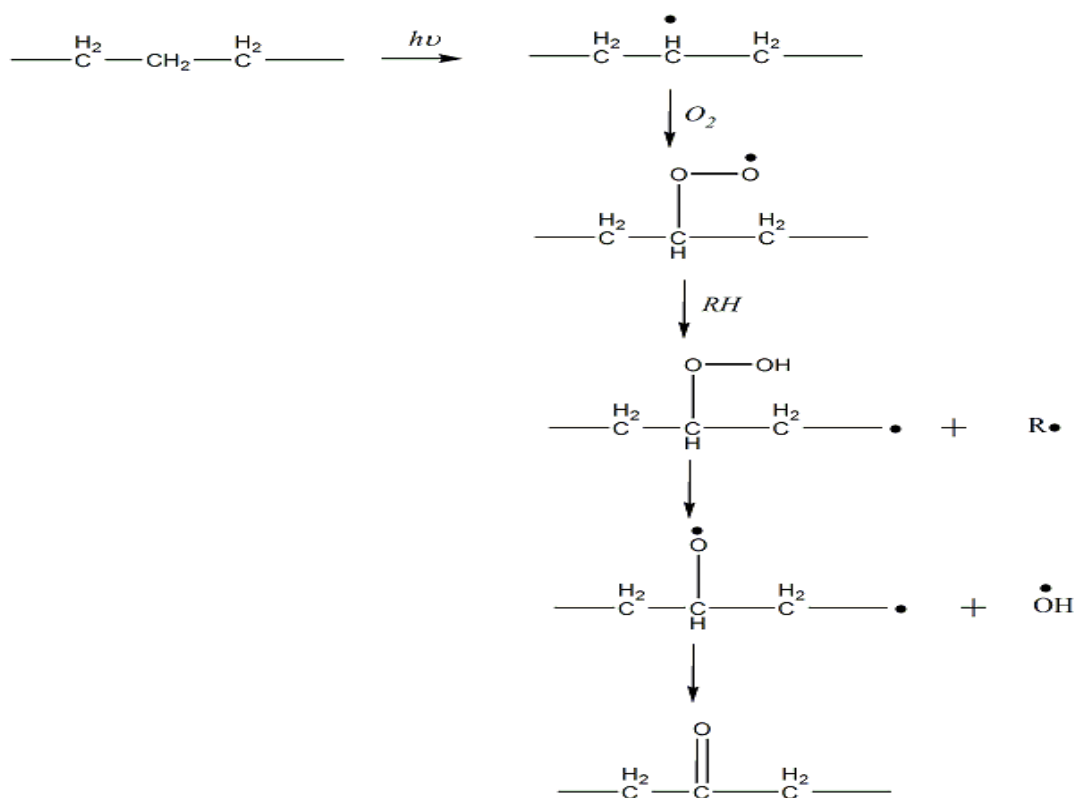 H2 H2
C CH2 C
hυ
H2 H H2
C C C
O2
O O
H2 H2
C C C
H
RH
O OH
H2 H2
C C C
H
+ R
O
H2 H2
C C C
H
+ OH
O
H2 H2
C C C